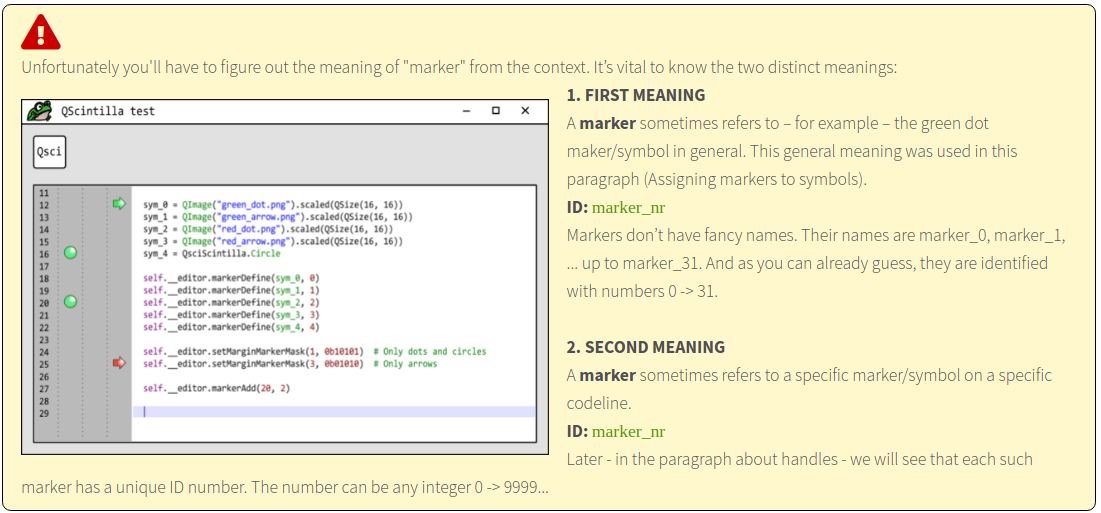 Unfortunately you'll have to figure out the meaning of "marker" from the context. It's vital to know the two distinct meanings:
QScintilla test
Qsci
11
12 sym_0 = QImage("green_dot.png").scaled(QSize(16, 16))
13 sym_1 = QImage("green_arrow.png").scaled(QSize(16, 16))
14 sym_2 = QImage("red_dot.png").scaled(QSize(16, 16))
15 sym_3 = QImage("red_arrow.png").scaled(QSize(16, 16))
16 sym_4 = QsciScintilla.Circle
17
18 self.__editor.markerDefine(sym_0, 0)
19 self.__editor.markerDefine(sym_1, 1)
20 self.__editor.markerDefine(sym_2, 2)
21 self.__editor.markerDefine(sym_3, 3)
22 self.__editor.markerDefine(sym_4, 4)
23
24 self.__editor.setMarginMarkerMask(1, 0b10101) # Only dots and circles
25 self.__editor.setMarginMarkerMask(3, 0b01010) # Only arrows
26
27 self.__editor.markerAdd(20, 2)
28
29
1. FIRST MEANING
A marker sometimes refers to – for example – the green dot
maker/symbol in general. This general meaning was used in this
paragraph (Assigning markers to symbols).
ID: marker_nr
Markers don't have fancy names. Their names are marker_0, marker_1,
... up to marker_31. And as you can already guess, they are identified
with numbers 0 -> 31.
2. SECOND MEANING
A marker sometimes refers to a specific marker/symbol on a specific
codeline.
ID: marker_nr
Later - in the paragraph about handles - we will see that each such
marker has a unique ID number. The number can be any integer 0 -> 9999...